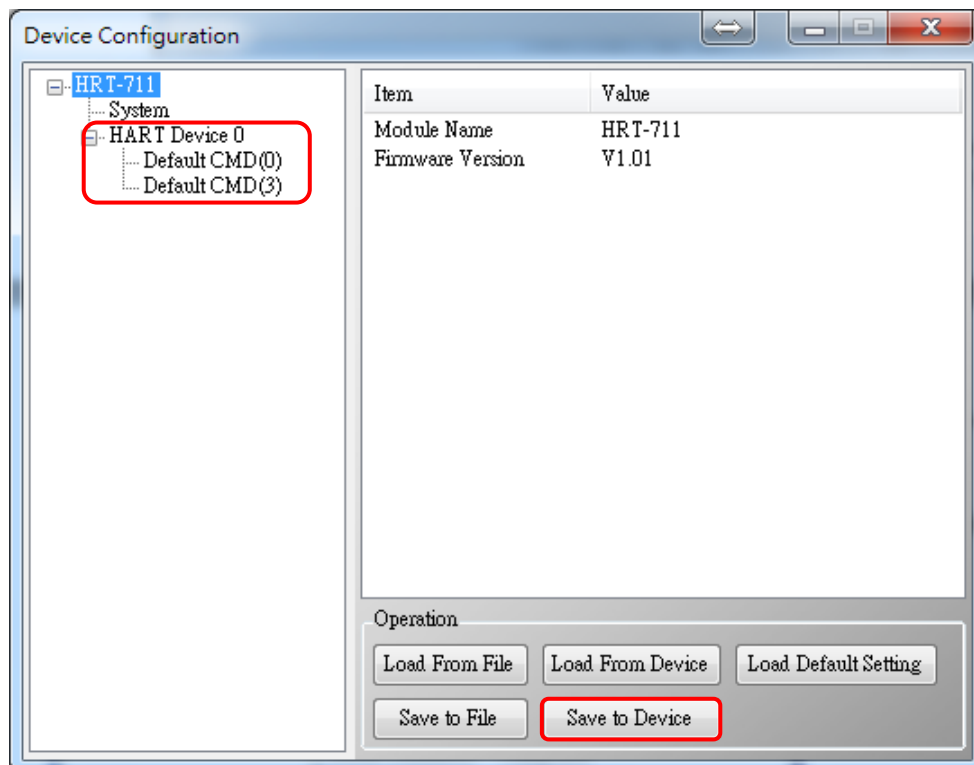 Device Configuration
HRT-711
System
HART Device 0
Default CMD(0)
Default CMD(3)
Item Value
Module Name HRT-711
Firmware Version V1.01
Operation
Load From File Load From Device Load Default Setting
Save to File Save to Device